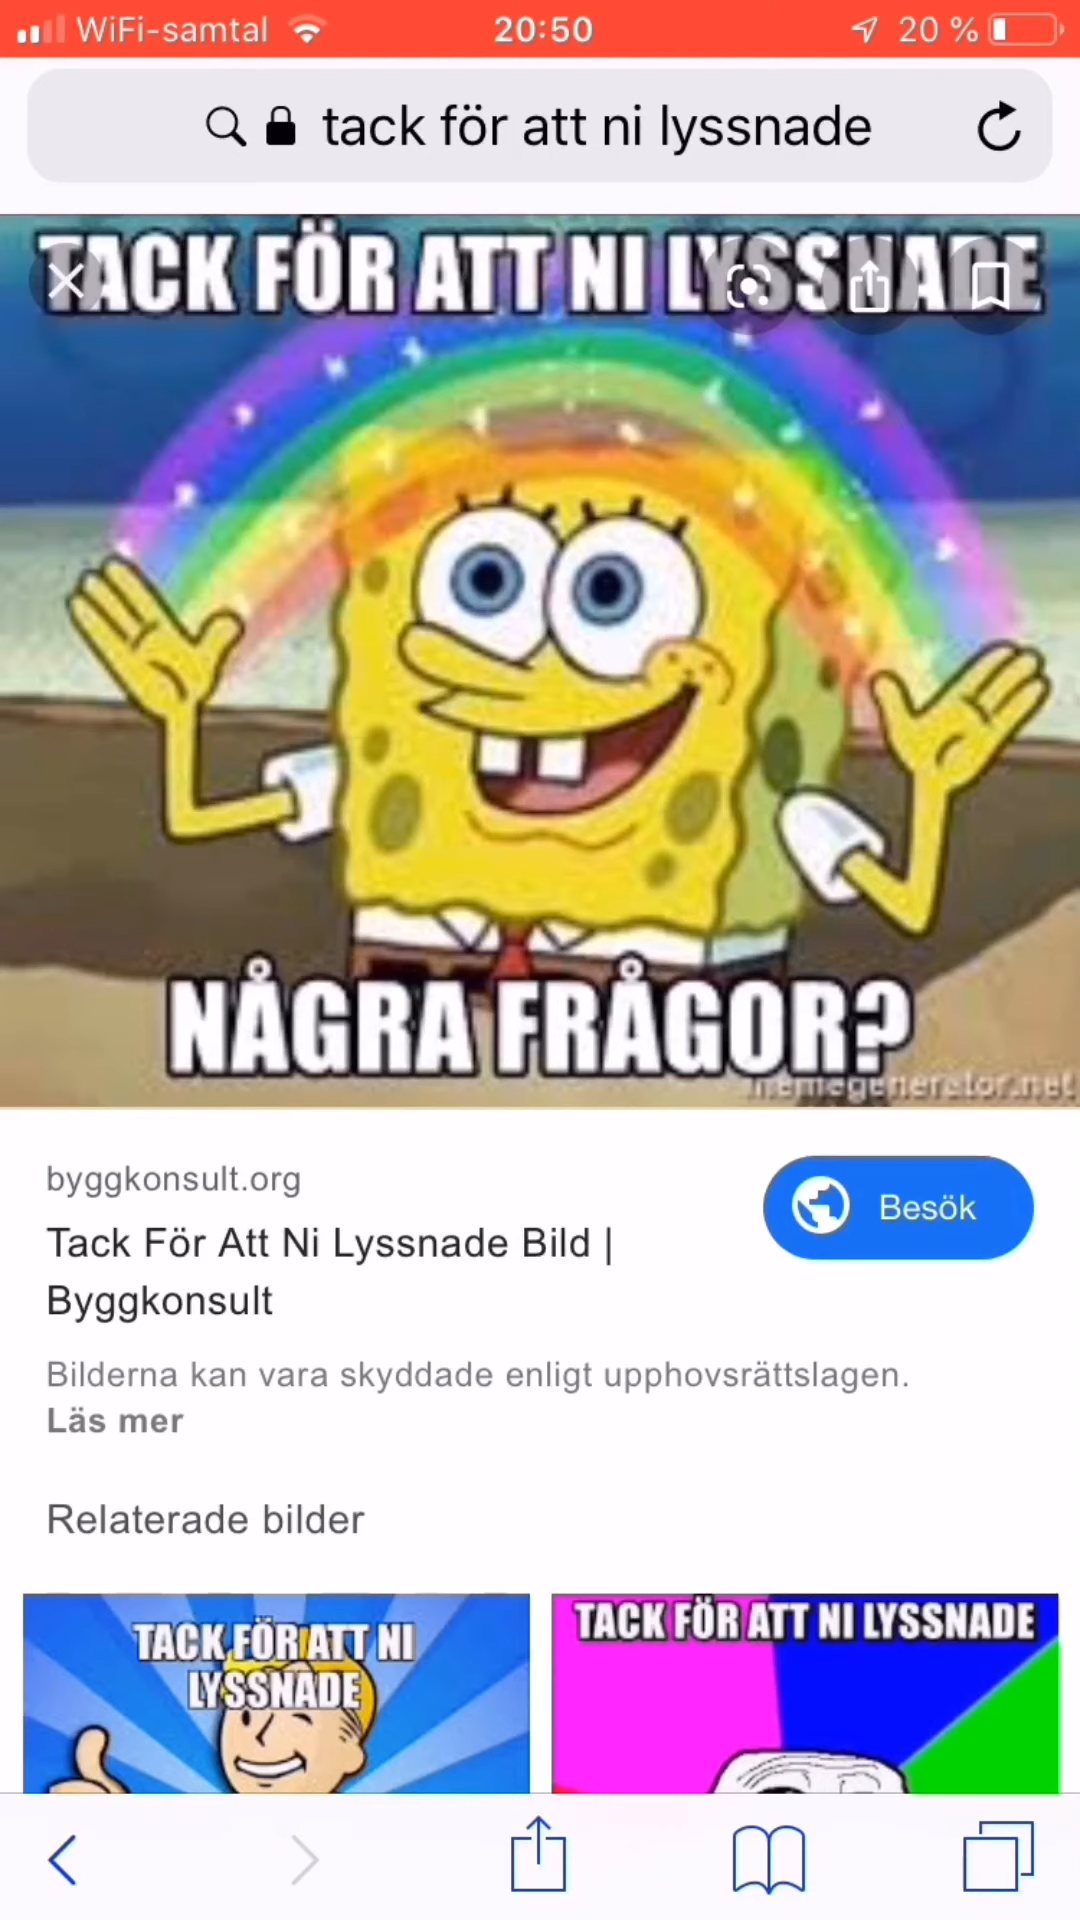 WiFi-samtal 20:50 20 %
tack för att ni lyssnade
TACK FÖR ATT NI LYSSNADE
NÅGRA FRÅGOR?
memegenerator.net
byggkonsult.org
Besök
Tack För Att Ni Lyssnade Bild |
Byggkonsult
Bilderna kan vara skyddade enligt upphovsrättslagen.
Läs mer
Relaterade bilder
TACK FÖR ATT NI
LYSSNADE
TACK FÖR ATT NI LYSSNADE